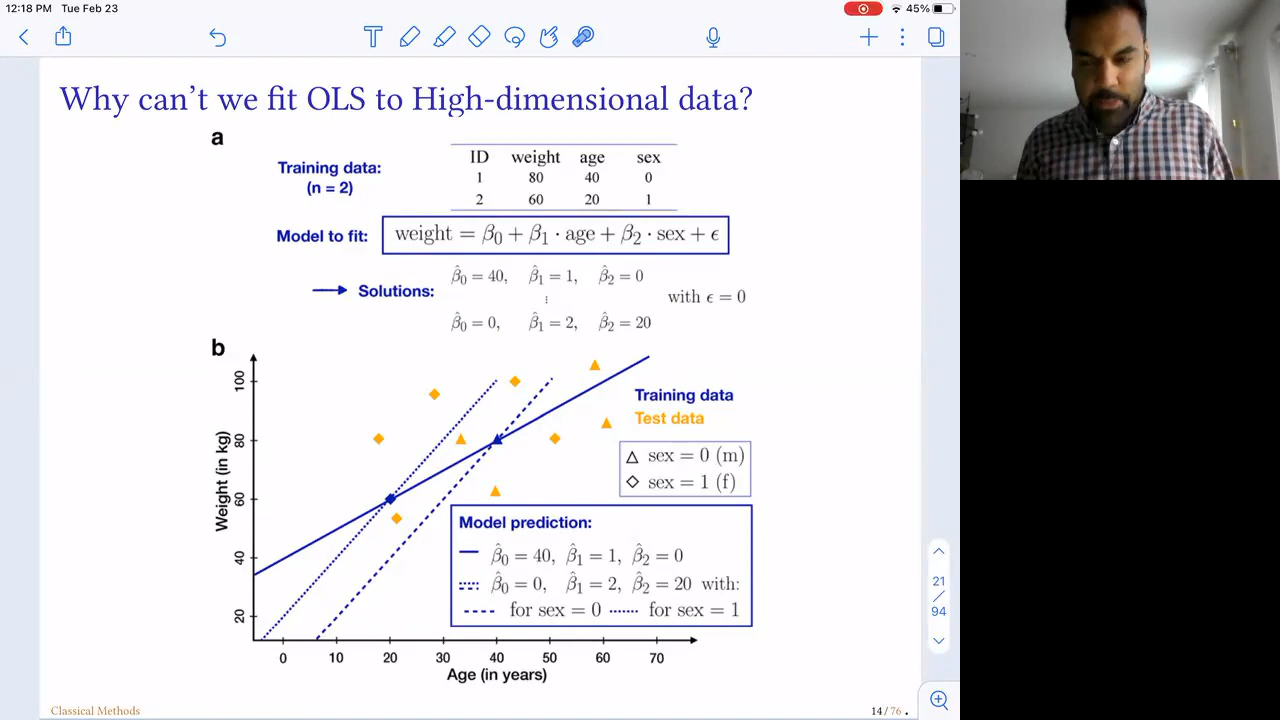 12:18 PM Tue Feb 23
45%
Why can't we fit OLS to High-dimensional data?
a
Training data:
(n = 2)
ID weight age sex
1 80 40 0
2 60 20 1
Model to fit: weight = β₀ + β₁ · age + β₂ · sex + ϵ
Solutions:
β̂₀ = 40, β̂₁ = 1, β̂₂ = 0
⋮
with ϵ = 0
β̂₀ = 0, β̂₁ = 2, β̂₂ = 20
b
Weight (in kg)
100
80
60
40
20
0 10 20 30 40 50 60 70
Age (in years)
Training data
Test data
sex = 0 (m)
sex = 1 (f)
Model prediction:
β̂₀ = 40, β̂₁ = 1, β̂₂ = 0
β̂₀ = 0, β̂₁ = 2, β̂₂ = 20 with:
for sex = 0 for sex = 1
21
/
94
Classical Methods
14 / 76